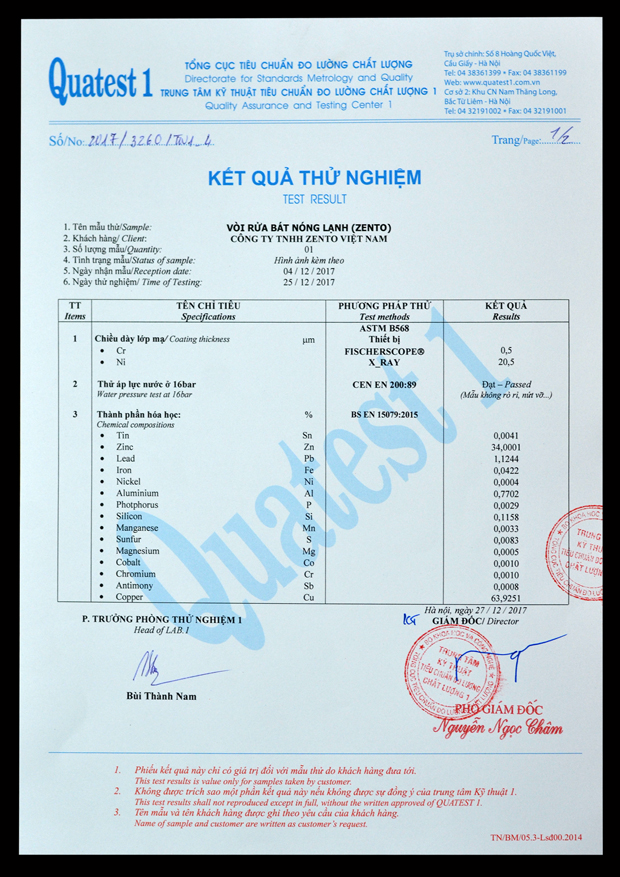 Quatest 1
TỔNG CỤC TIÊU CHUẨN ĐO LƯỜNG CHẤT LƯỢNG
Directorate for Standards Metrology and Quality
TRUNG TÂM KỸ THUẬT TIÊU CHUẨN ĐO LƯỜNG CHẤT LƯỢNG 1
Quality Assurance and Testing Center 1
Trụ sở chính: Số 8 Hoàng Quốc Việt,
Cầu Giấy - Hà Nội
Tel: 04 38361399 • Fax: 04 38361199
Web: www.quatest1.com.vn
Cơ sở 2: Khu CN Nam Thăng Long,
Bắc Từ Liêm - Hà Nội
Tel: 04 32191002 • Fax: 04 32191001
Số/No: 2017/3260/TN1_4
Trang/Page: 1/2
KẾT QUẢ THỬ NGHIỆM
TEST RESULT
1. Tên mẫu thử/Sample: VÒI RỬA BÁT NÓNG LẠNH (ZENTO)
2. Khách hàng/ Client: CÔNG TY TNHH ZENTO VIỆT NAM
3. Số lượng mẫu/Quantity: 01
4. Tình trạng mẫu/Status of sample: Hình ảnh kèm theo
5. Ngày nhận mẫu/Reception date: 04 / 12 / 2017
6. Ngày thử nghiệm/ Time of Testing: 25 / 12 / 2017
TT TÊN CHỈ TIÊU PHƯƠNG PHÁP THỬ KẾT QUẢ
Items Specifications Test methods Results
ASTM B568
1 Chiều dày lớp mạ/ Coating thickness µm Thiết bị
• Cr FISCHERSCOPE® 0,5
• Ni X_RAY 20,5
2 Thử áp lực nước ở 16bar CEN EN 200:89 Đạt – Passed
Water pressure test at 16bar (Mẫu không rò rỉ, nứt vỡ...)
3 Thành phần hóa học: % BS EN 15079:2015
Chemical compositions
• Tin Sn 0,0041
• Zinc Zn 34,0001
• Lead Pb 1,1244
• Iron Fe 0,0422
• Nickel Ni 0,0004
• Aluminium Al 0,7702
• Photphorus P 0,0029
• Silicon Si 0,1158
• Manganese Mn 0,0033
• Sunfur S 0,0083
• Magnesium Mg 0,0005
• Cobalt Co 0,0010
• Chromium Cr 0,0010
• Antimony Sb 0,0008
• Copper Cu 63,9251
Quatest 1
Hà nội, ngày 27 / 12 / 2017
P. TRƯỞNG PHÒNG THỬ NGHIỆM 1
Head of LAB.1
GIÁM ĐỐC/ Director
TRUNG TÂM
KỸ THUẬT
TIÊU CHUẨN ĐO LƯỜNG
CHẤT LƯỢNG 1
Bùi Thành Nam
PHÓ GIÁM ĐỐC
Nguyễn Ngọc Châm
1. Phiếu kết quả này chỉ có giá trị đối với mẫu thử do khách hàng đưa tới.
This test results is value only for samples taken by customer.
2. Không được trích sao một phần kết quả này nếu không được sự đồng ý của trung tâm Kỹ thuật 1.
This test results shall not reproduced except in full, without the written approved of QUATEST 1.
3. Tên mẫu và tên khách hàng được ghi theo yêu cầu của khách hàng.
Name of sample and customer are written as customer's request.
TN/BM/05.3-Lsđ00.2014